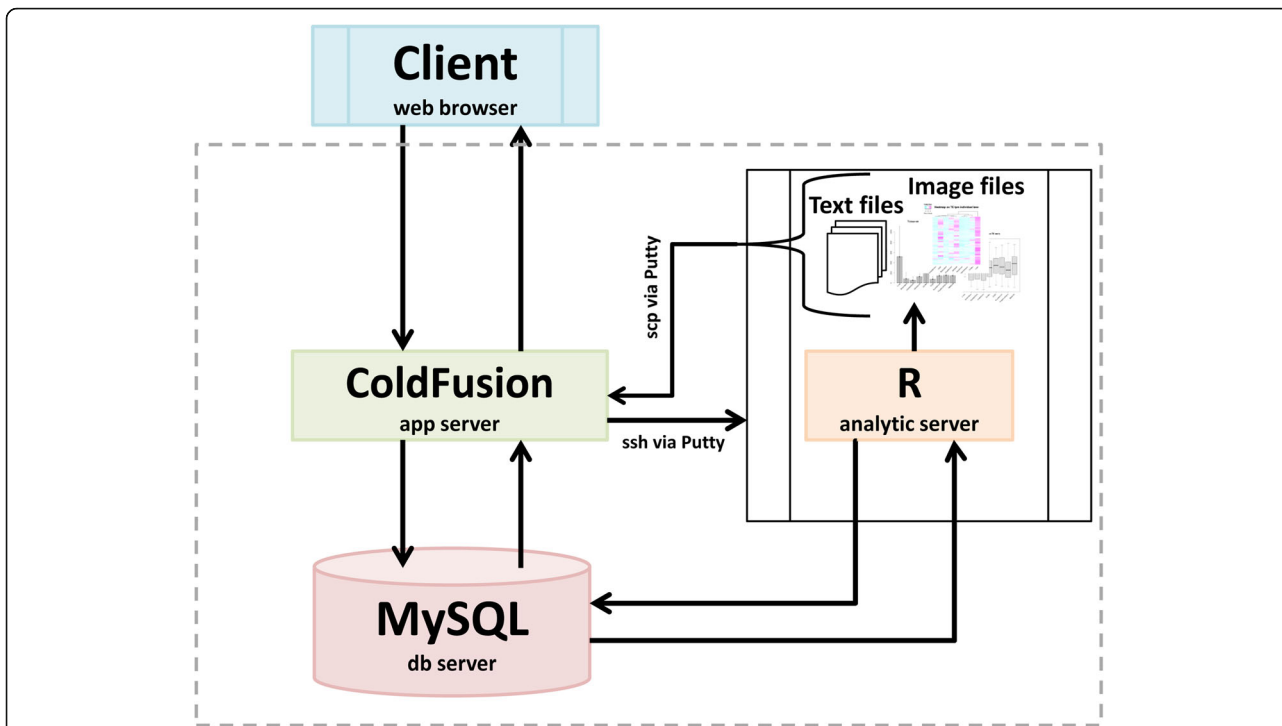 Client
web browser
Image files
Text files
scp via Putty
ColdFusion
app server
R
analytic server
ssh via Putty
MySQL
db server